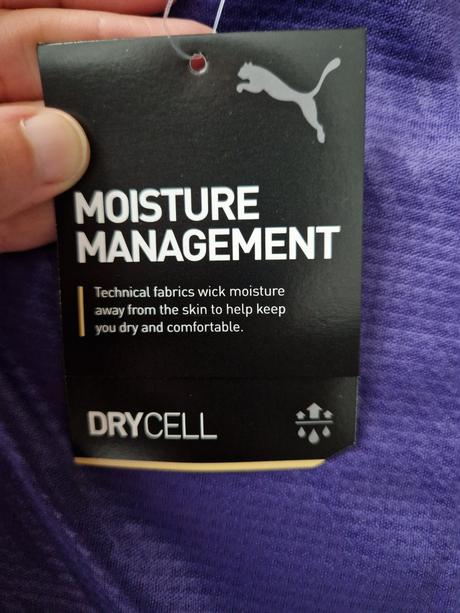 MOISTURE
MANAGEMENT
Technical fabrics wick moisture
away from the skin to help keep
you dry and comfortable.
DRYCELL